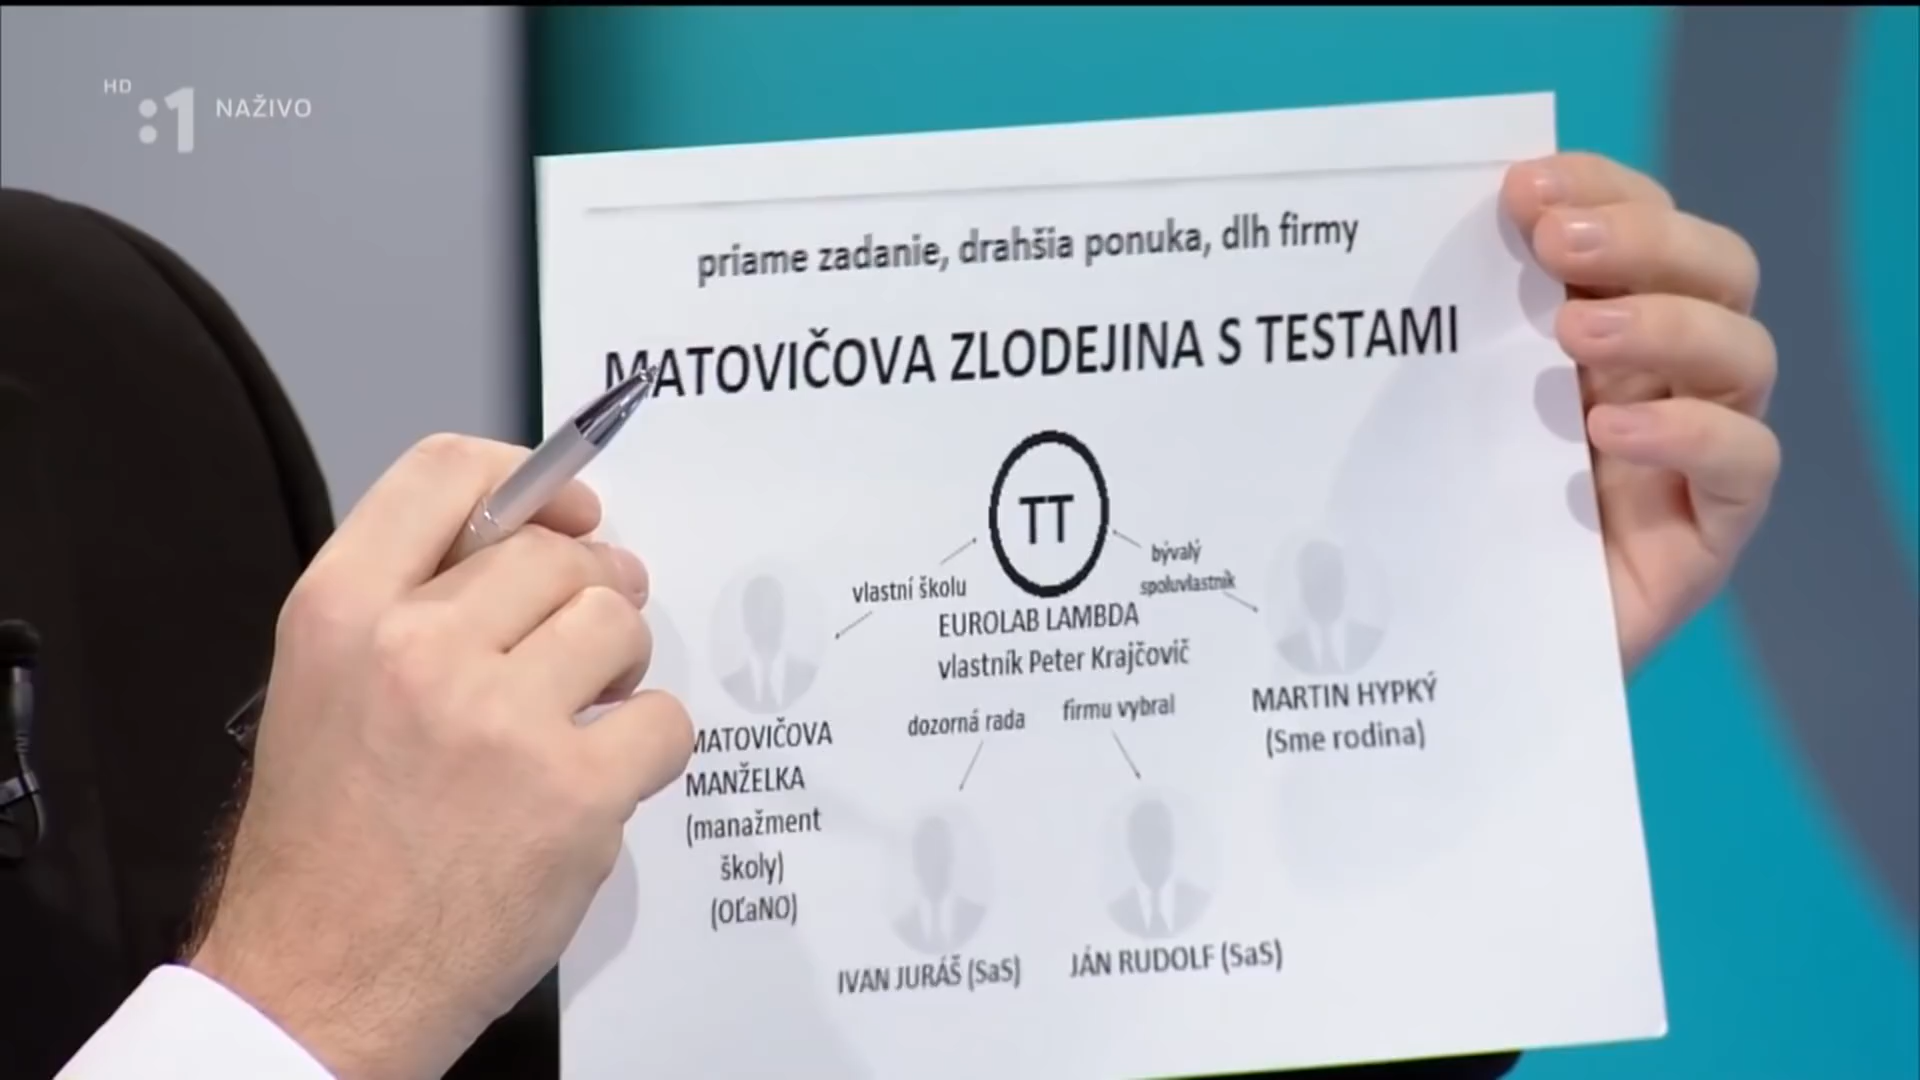 HD
:1 NAŽIVO
priame zadanie, drahšia ponuka, dlh firmy
MATOVIČOVA ZLODEJINA S TESTAMI
TT
vlastní školu
bývalý
spoluvlastník
EUROLAB LAMBDA
vlastník Peter Krajčovič
MATOVIČOVA
MANŽELKA
(manažment
školy)
(OĽaNO)
dozorná rada
firmu vybral
MARTIN HYPKÝ
(Sme rodina)
IVAN JURÁŠ (SaS)
JÁN RUDOLF (SaS)